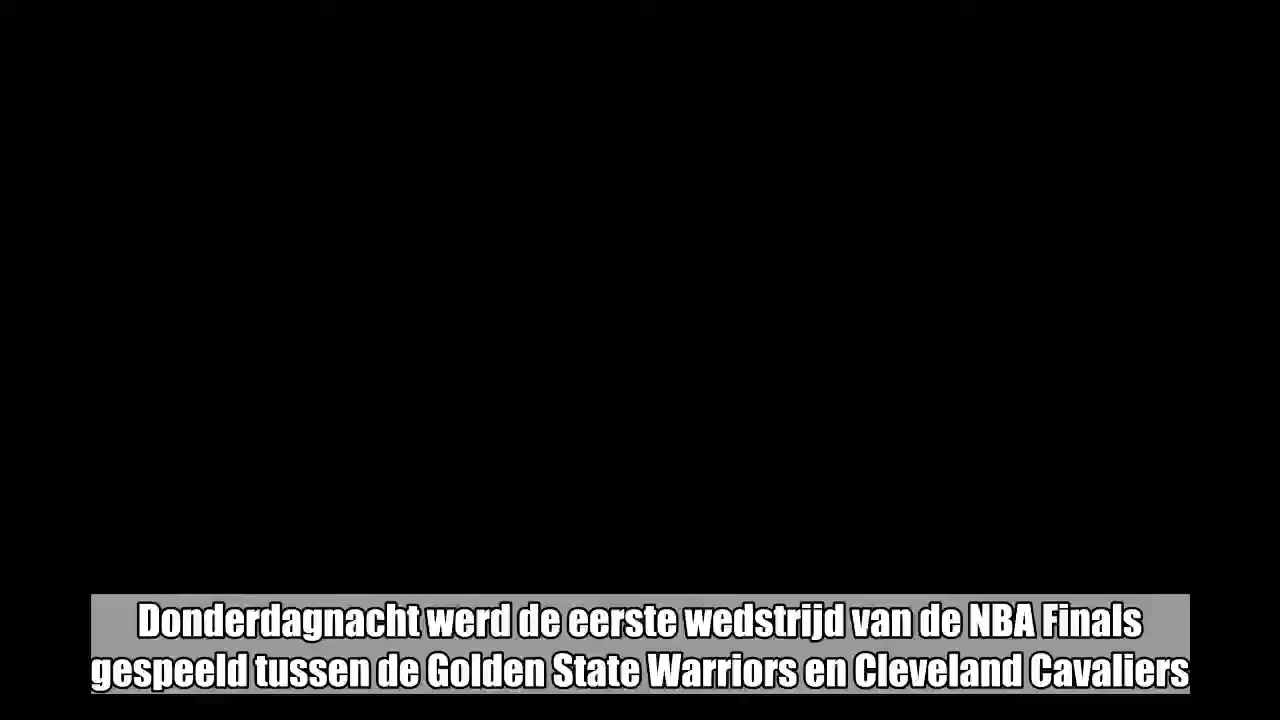 Donderdagnacht werd de eerste wedstrijd van de NBA Finals
gespeeld tussen de Golden State Warriors en Cleveland Cavaliers